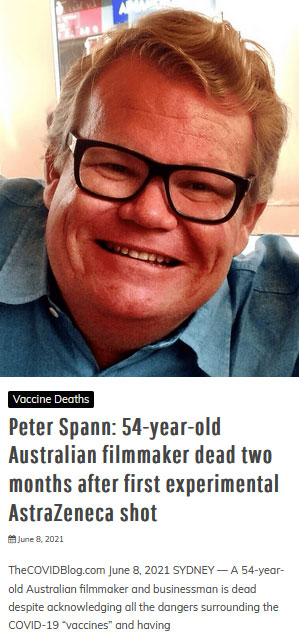 Vaccine Deaths
Peter Spann: 54-year-old
Australian filmmaker dead two
months after first experimental
AstraZeneca shot
June 8, 2021
TheCOVIDBlog.com June 8, 2021 SYDNEY — A 54-year-
old Australian filmmaker and businessman is dead
despite acknowledging all the dangers surrounding the
COVID-19 “vaccines” and having